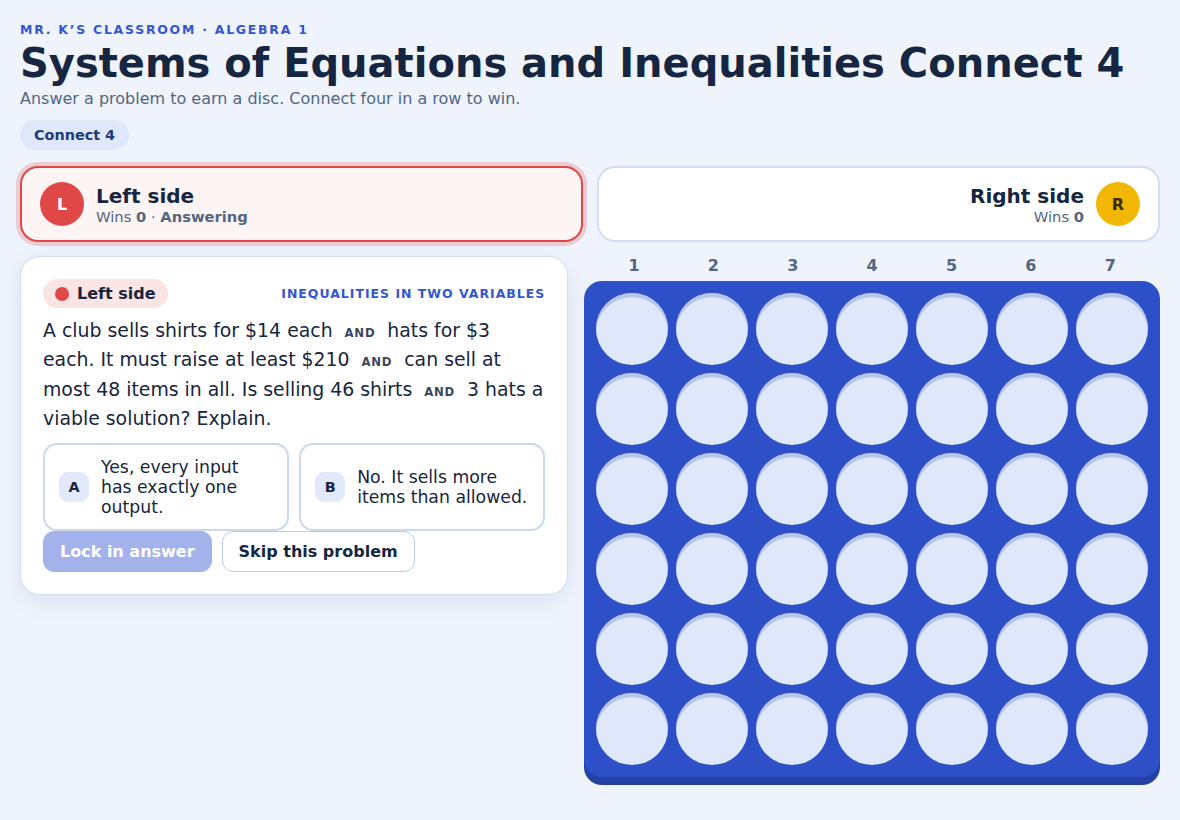 MR. K'S CLASSROOM · ALGEBRA 1
Systems of Equations and Inequalities Connect 4
Answer a problem to earn a disc. Connect four in a row to win.
Connect 4
L
Left side
Wins 0 · Answering
Right side
Wins 0
R
Left side
INEQUALITIES IN TWO VARIABLES
A club sells shirts for $14 each AND hats for $3
each. It must raise at least $210 AND can sell at
most 48 items in all. Is selling 46 shirts AND 3 hats a
viable solution? Explain.
A
Yes, every input
has exactly one
output.
B
No. It sells more
items than allowed.
Lock in answer
Skip this problem
1 2 3 4 5 6 7